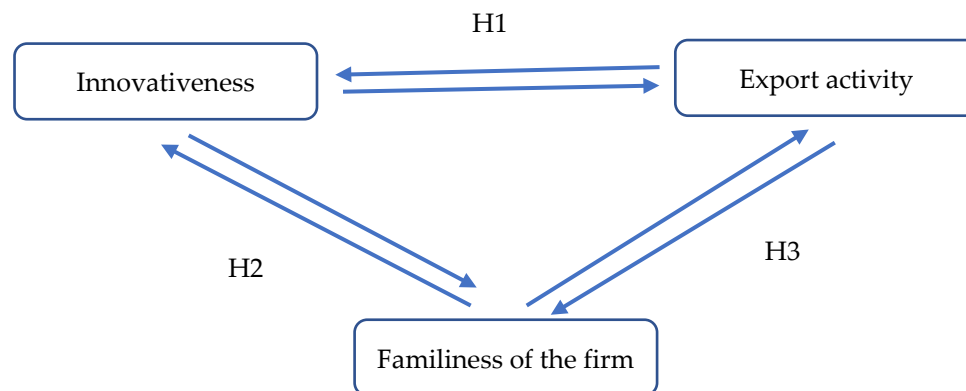 H1
Innovativeness
Export activity
H2
H3
Familiness of the firm